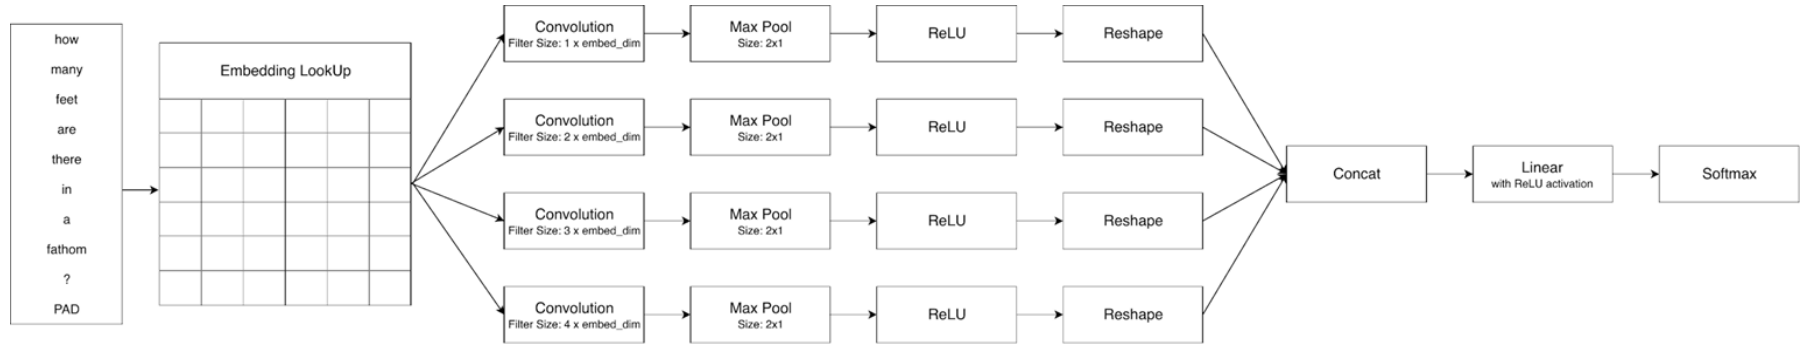 how
many
feet
are
there
in
a
fathom
?
PAD
Embedding LookUp
Convolution
Filter Size: 1 x embed_dim
Max Pool
Size: 2x1
ReLU
Reshape
Convolution
Filter Size: 2 x embed_dim
Max Pool
Size: 2x1
ReLU
Reshape
Convolution
Filter Size: 3 x embed_dim
Max Pool
Size: 2x1
ReLU
Reshape
Convolution
Filter Size: 4 x embed_dim
Max Pool
Size: 2x1
ReLU
Reshape
Concat
Linear
with ReLU activation
Softmax